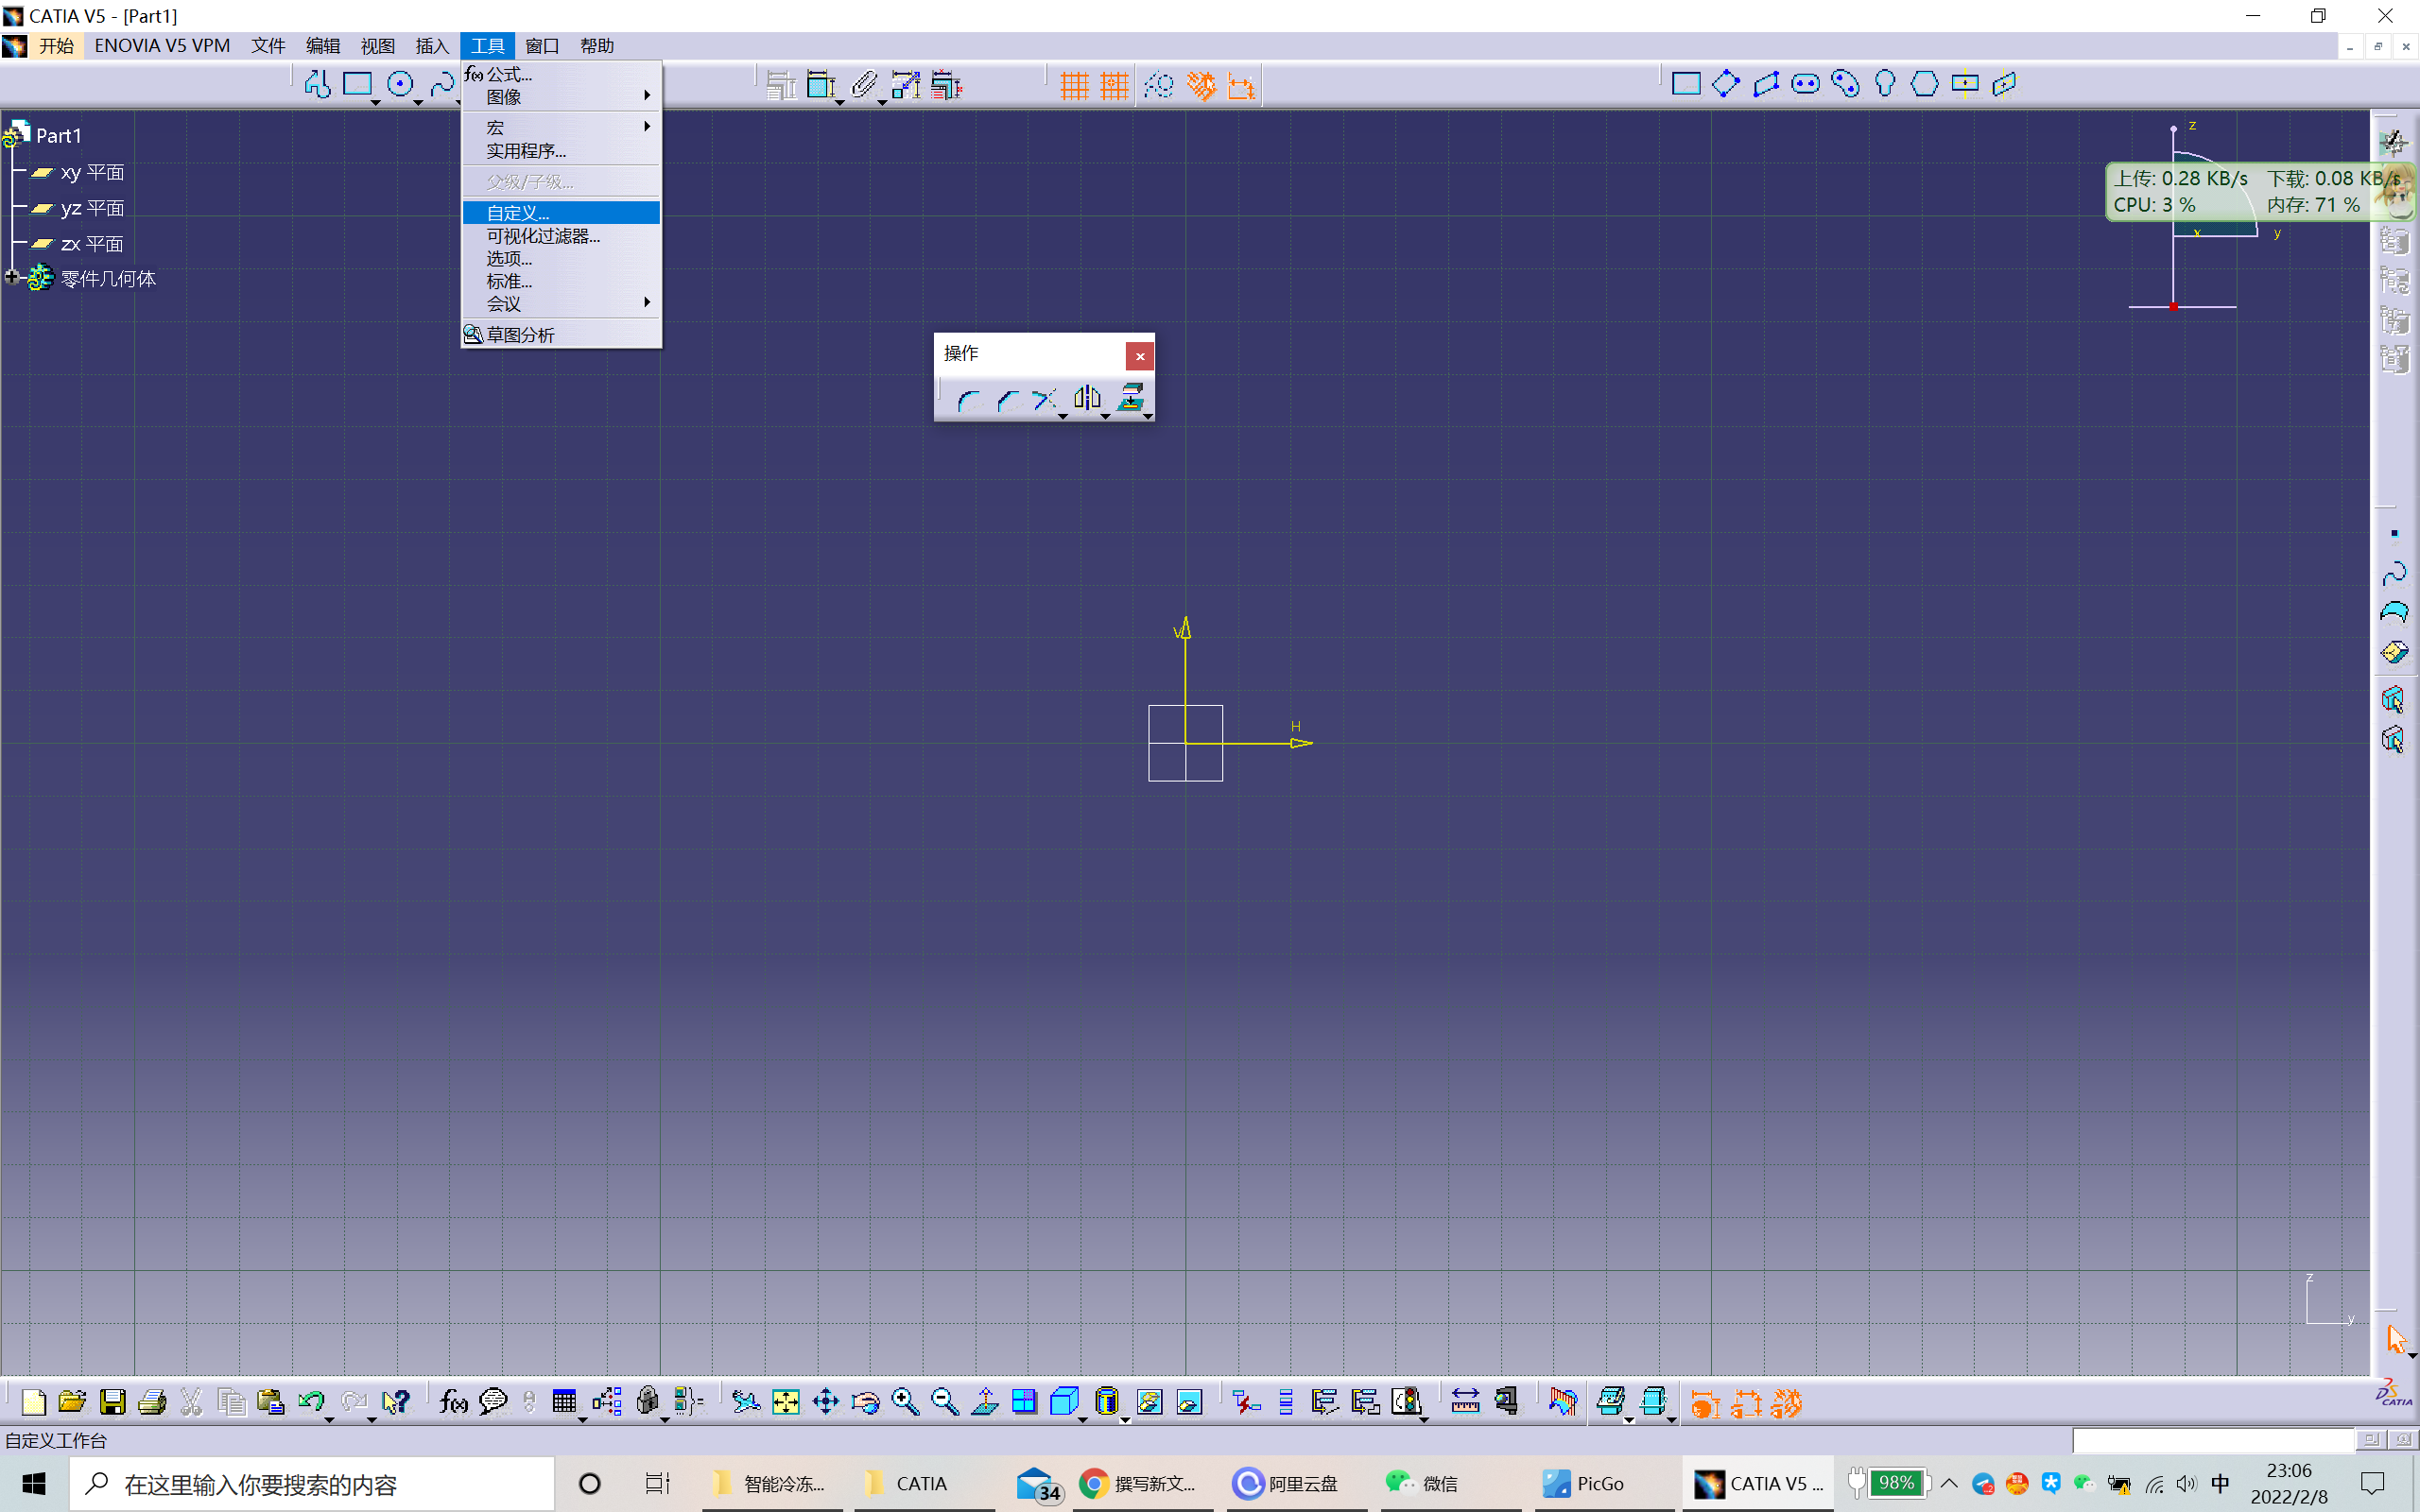 CATIA V5 - [Part1]
开始 ENOVIA V5 VPM 文件 编辑 视图 插入 工具 窗口 帮助
f(x) 公式...
图像
宏
实用程序...
父级/子级...
自定义...
可视化过滤器...
选项...
标准...
会议
草图分析
Part1
xy 平面
yz 平面
zx 平面
零件几何体
z
x
y
上传: 0.28 KB/s 下载: 0.08 KB/s
CPU: 3 % 内存: 71 %
操作
V
H
z
y
f(x)
CATIA
自定义工作台
在这里输入你要搜索的内容
智能冷冻...
CATIA
34
撰写新文...
阿里云盘
微信
PicGo
CATIA V5 ...
98%
中
23:06
2022/2/8